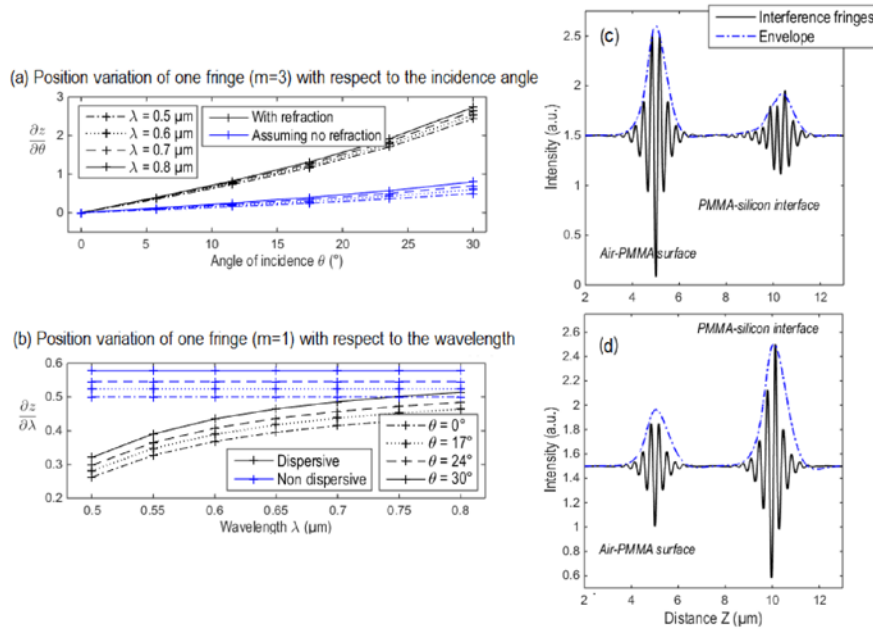 (a) Position variation of one fringe (m=3) with respect to the incidence angle
∂z
∂θ
3
2
1
0
λ = 0.5 μm
λ = 0.6 μm
λ = 0.7 μm
λ = 0.8 μm
With refraction
Assuming no refraction
0 5 10 15 20 25 30
Angle of incidence θ (°)
(b) Position variation of one fringe (m=1) with respect to the wavelength
∂z
∂λ
0.6
0.5
0.4
0.3
0.2
Dispersive
Non dispersive
θ = 0°
θ = 17°
θ = 24°
θ = 30°
0.5 0.55 0.6 0.65 0.7 0.75 0.8
Wavelength λ (μm)
(c)
Interference fringes
Envelope
Intensity (a.u.)
2.5
2
1.5
1
0.5
0
PMMA-silicon interface
Air-PMMA surface
2 4 6 8 10 12
PMMA-silicon interface
(d)
Intensity (a.u.)
2.6
2.4
2.2
2.0
1.8
1.6
1.4
1.2
1.0
0.8
0.6
Air-PMMA surface
2 4 6 8 10 12
Distance Z (μm)